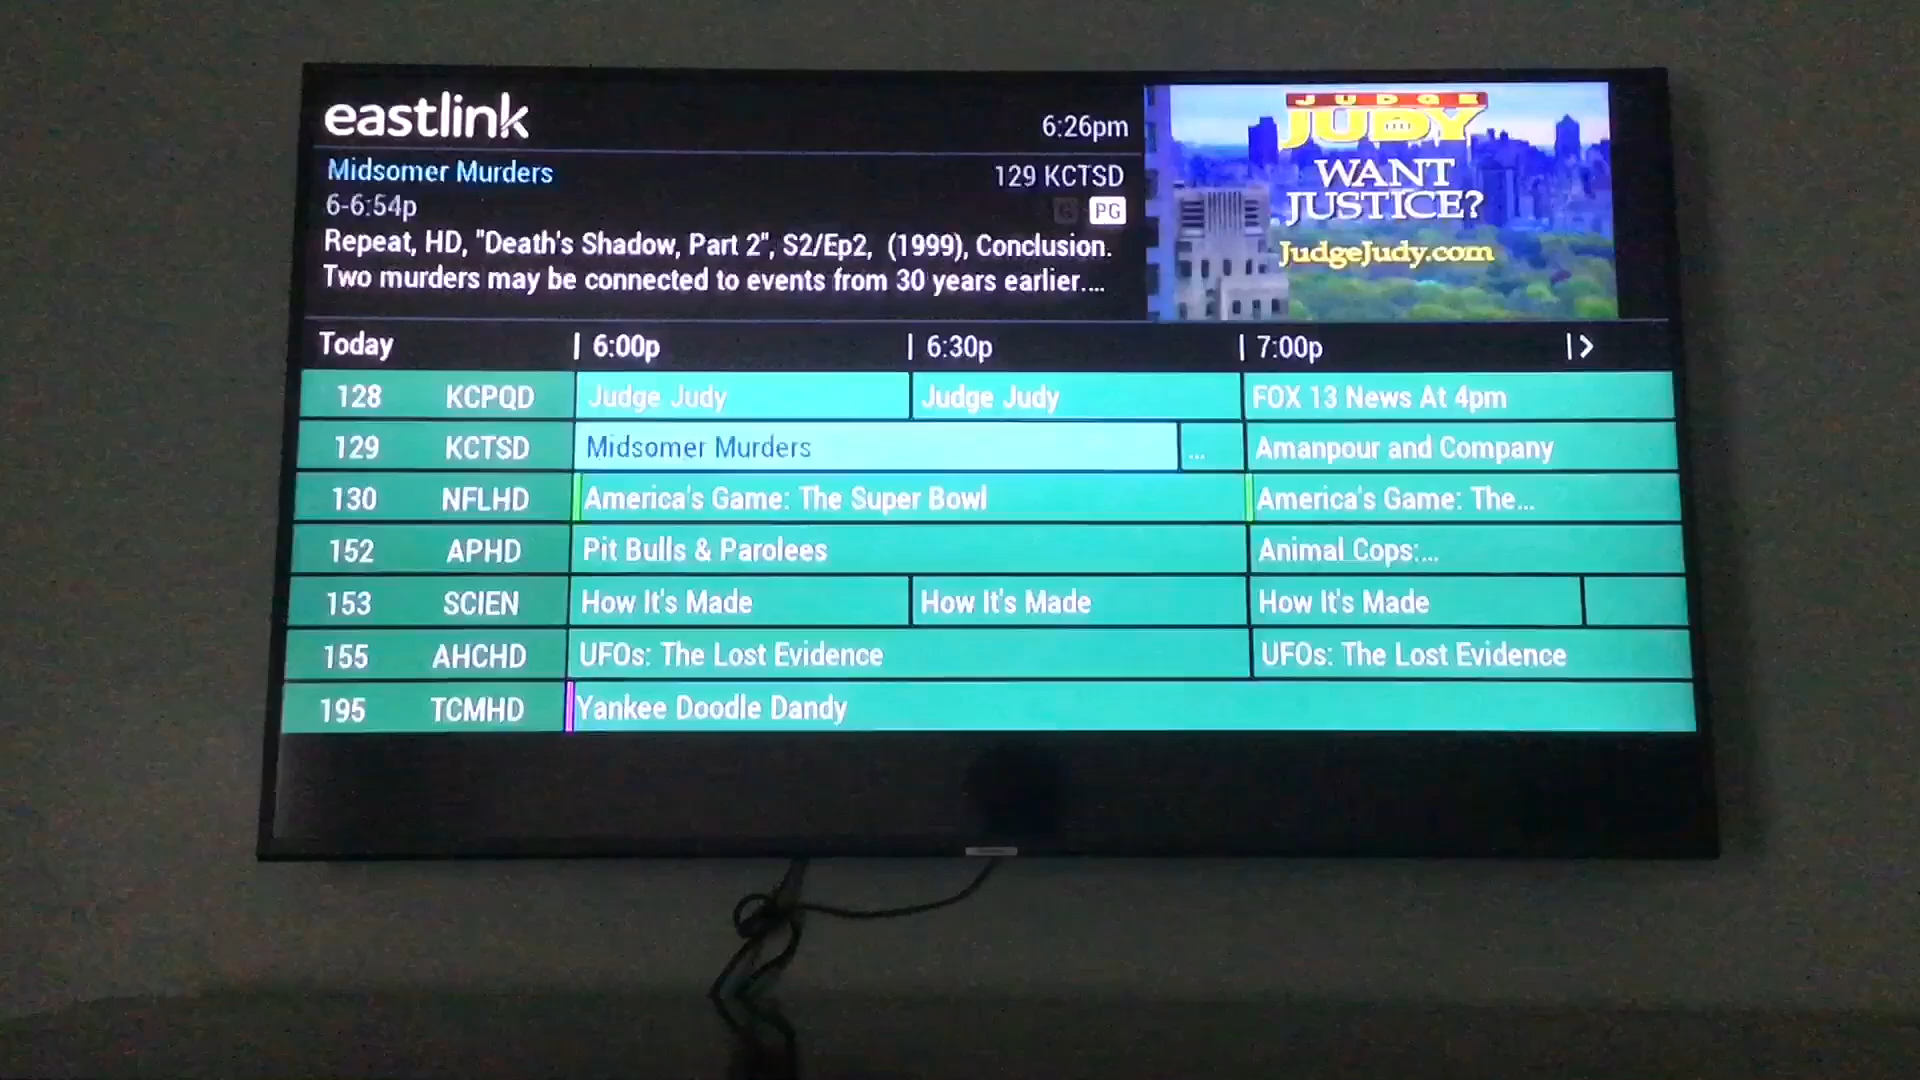 eastlink
6:26pm
Midsomer Murders
129 KCTSD
6-6:54p
PG
Repeat, HD, "Death's Shadow, Part 2", S2/Ep2, (1999), Conclusion.
Two murders may be connected to events from 30 years earlier....
JUDGE
JUDY
WANT
JUSTICE?
JudgeJudy.com
Today | 6:00p | 6:30p | 7:00p
128 KCPQD Judge Judy Judge Judy FOX 13 News At 4pm
129 KCTSD Midsomer Murders ... Amanpour and Company
130 NFLHD America's Game: The Super Bowl America's Game: The...
152 APHD Pit Bulls & Parolees Animal Cops:...
153 SCIEN How It's Made How It's Made How It's Made
155 AHCHD UFOs: The Lost Evidence UFOs: The Lost Evidence
195 TCMHD Yankee Doodle Dandy